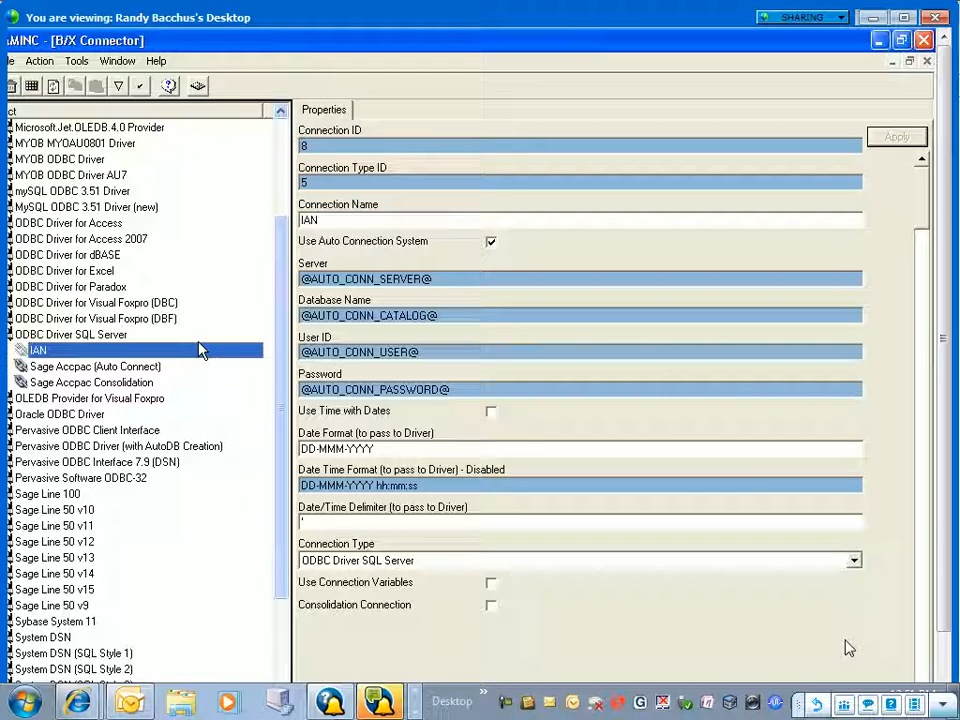 You are viewing: Randy Bacchus's Desktop
SHARING
AMINC - [B/X Connector]
Action Tools Window Help
Microsoft.Jet.OLEDB.4.0 Provider
MYOB MYOAU0801 Driver
MYOB ODBC Driver
MYOB ODBC Driver AU7
mySQL ODBC 3.51 Driver
MySQL ODBC 3.51 Driver (new)
ODBC Driver for Access
ODBC Driver for Access 2007
ODBC Driver for dBASE
ODBC Driver for Excel
ODBC Driver for Paradox
ODBC Driver for Visual Foxpro (DBC)
ODBC Driver for Visual Foxpro (DBF)
ODBC Driver SQL Server
IAN
Sage Accpac (Auto Connect)
Sage Accpac Consolidation
OLEDB Provider for Visual Foxpro
Oracle ODBC Driver
Pervasive ODBC Client Interface
Pervasive ODBC Driver (with AutoDB Creation)
Pervasive ODBC Interface 7.9 (DSN)
Pervasive Software ODBC-32
Sage Line 100
Sage Line 50 v10
Sage Line 50 v11
Sage Line 50 v12
Sage Line 50 v13
Sage Line 50 v14
Sage Line 50 v15
Sage Line 50 v9
Sybase System 11
System DSN
System DSN (SQL Style 1)
System DSN (SQL Style 2)
Properties
Connection ID
8
Apply
Connection Type ID
5
Connection Name
IAN
Use Auto Connection System
Server
@AUTO_CONN_SERVER@
Database Name
@AUTO_CONN_CATALOG@
User ID
@AUTO_CONN_USER@
Password
@AUTO_CONN_PASSWORD@
Use Time with Dates
Date Format (to pass to Driver)
DD-MMM-YYYY
Date Time Format (to pass to Driver) - Disabled
DD-MMM-YYYY hh:mm:ss
Date/Time Delimiter (to pass to Driver)
'
Connection Type
ODBC Driver SQL Server
Use Connection Variables
Consolidation Connection
Desktop